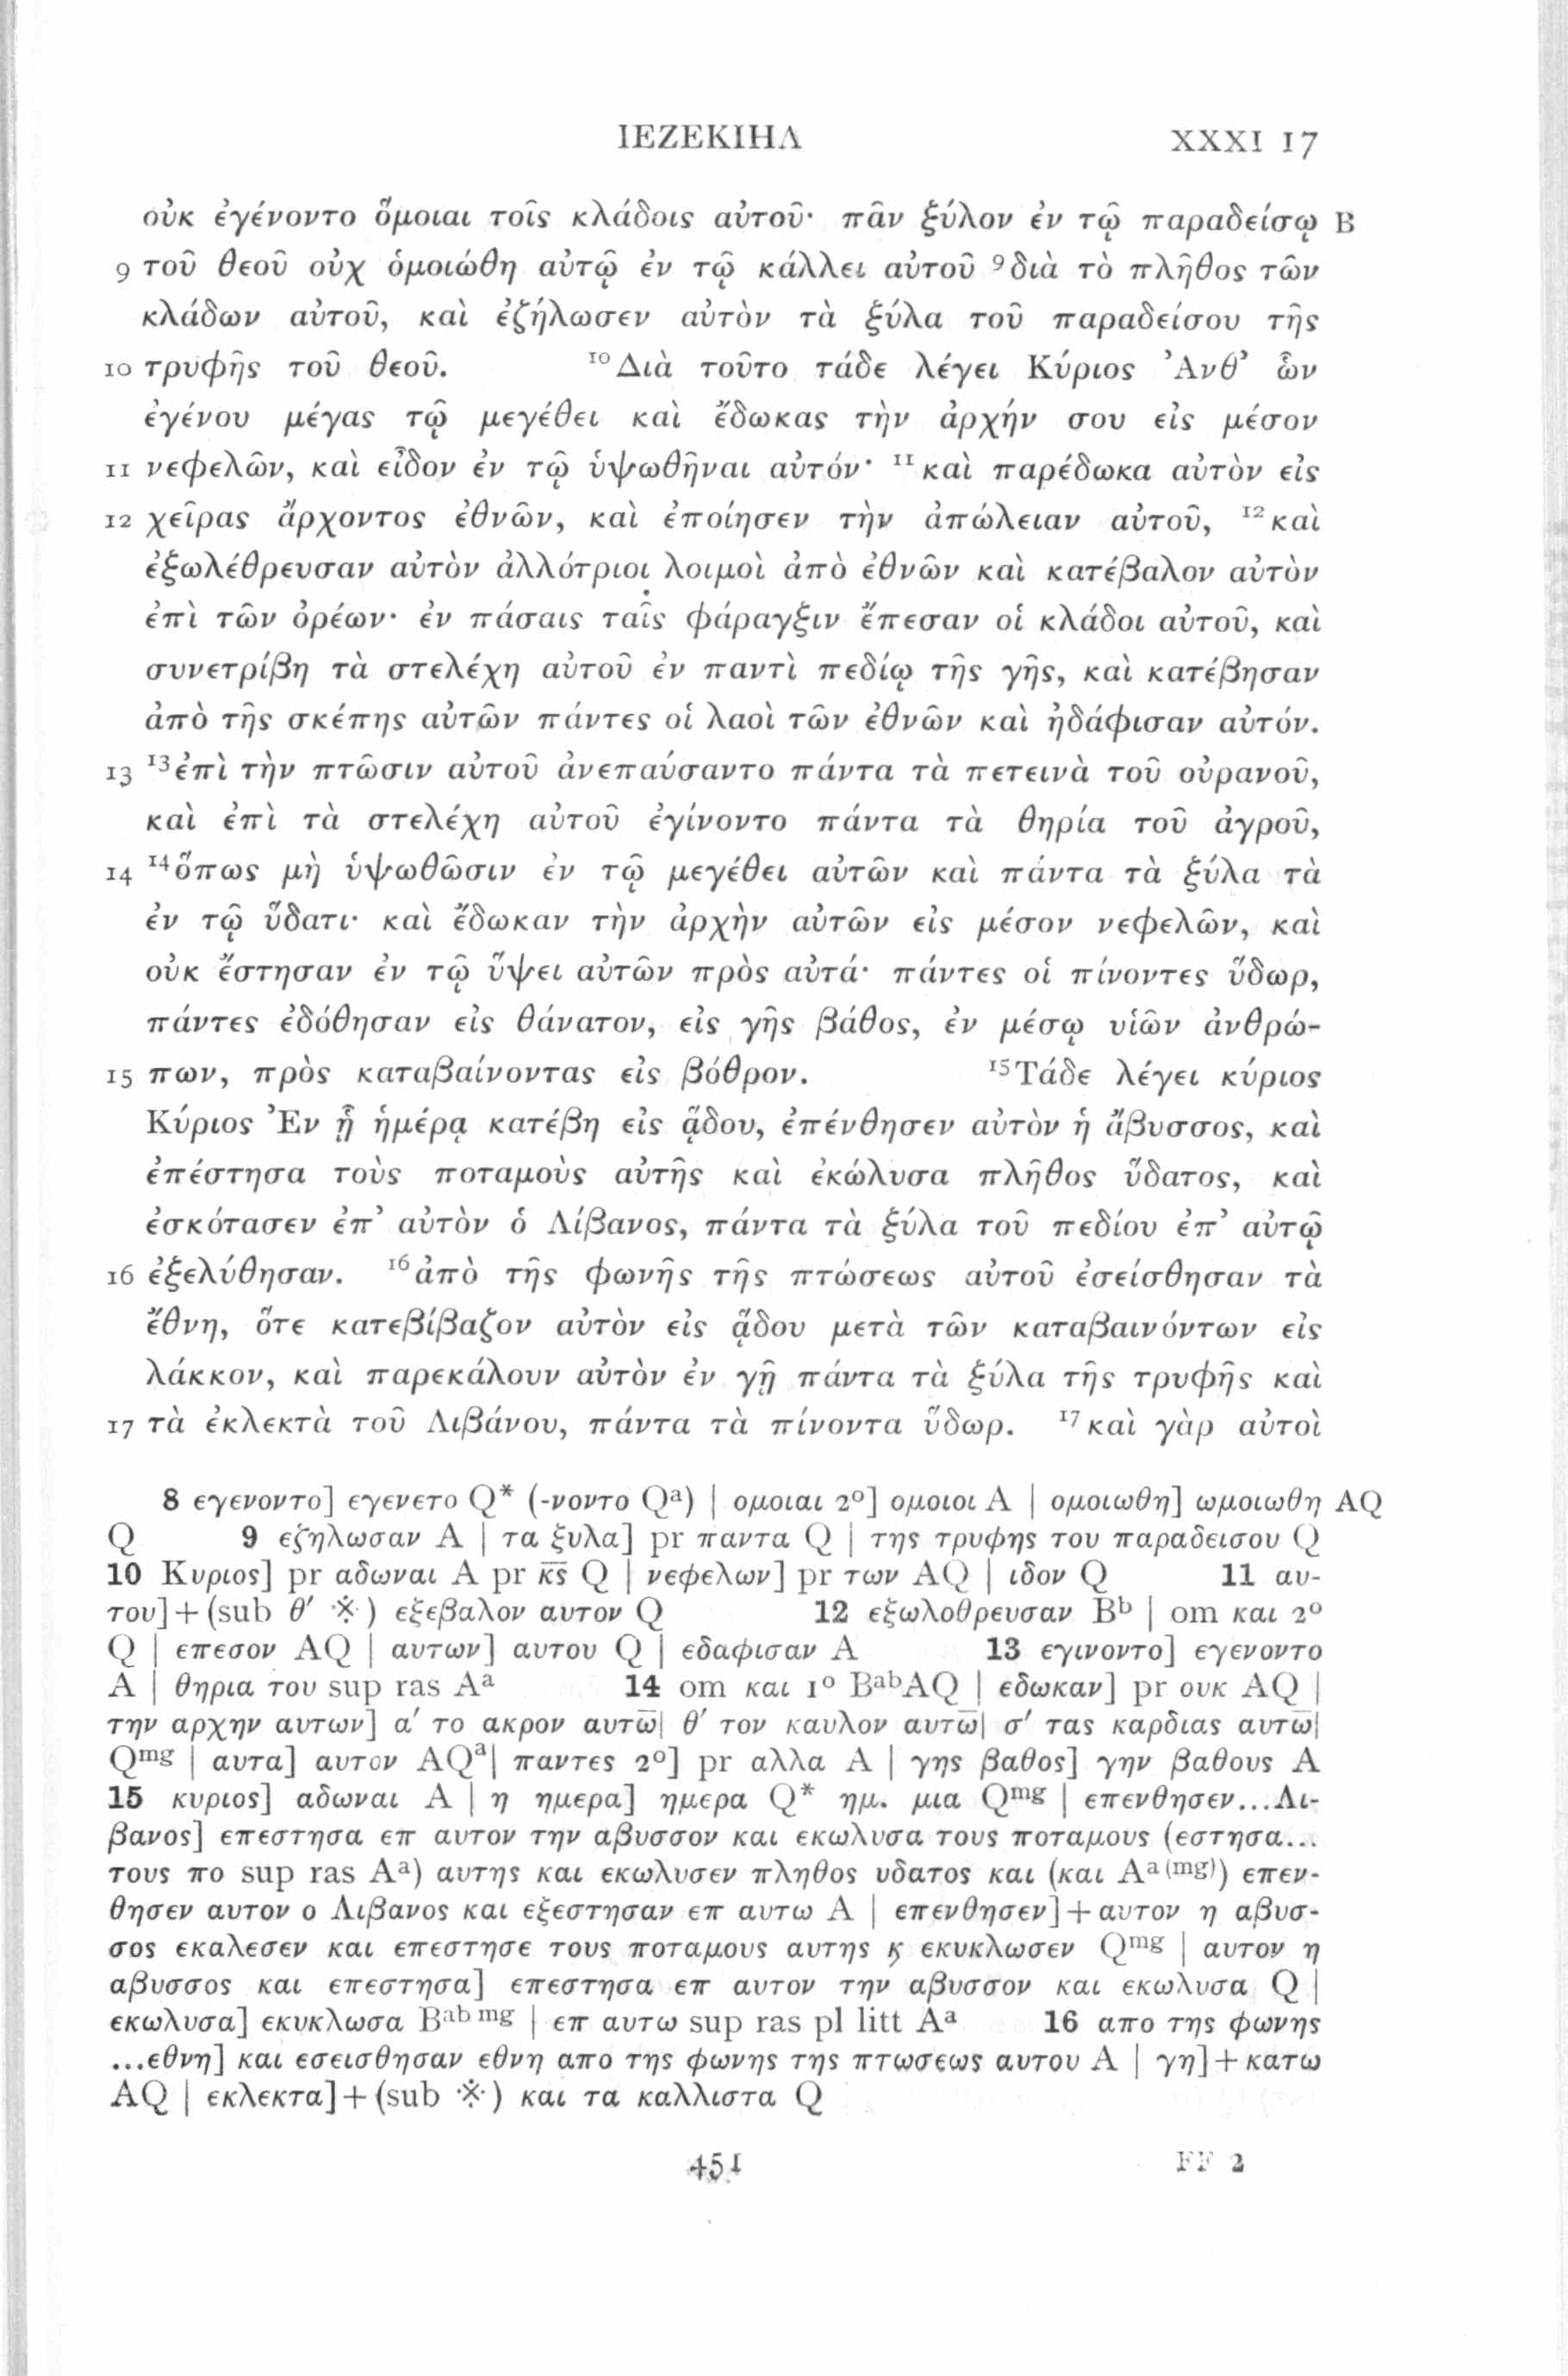 ΙΕΖΕΚΙΗΛ XXXI 17
οὐκ ἐγένοντο ὅμοιαι τοῖς κλάδοις αὐτοῦ· πᾶν ξύλον ἐν τῷ παραδείσῳ B
9 τοῦ θεοῦ οὐχ ὁμοιώθη αὐτῷ ἐν τῷ κάλλει αὐτοῦ ⁹διὰ τὸ πλῆθος τῶν
κλάδων αὐτοῦ, καὶ ἐζήλωσεν αὐτὸν τὰ ξύλα τοῦ παραδείσου τῆς
10 τρυφῆς τοῦ θεοῦ. ¹⁰Διὰ τοῦτο τάδε λέγει Κύριος Ἀνθ’ ὧν
ἐγένου μέγας τῷ μεγέθει καὶ ἔδωκας τὴν ἀρχήν σου εἰς μέσον
11 νεφελῶν, καὶ εἶδον ἐν τῷ ὑψωθῆναι αὐτόν· ¹¹καὶ παρέδωκα αὐτὸν εἰς
12 χεῖρας ἄρχοντος ἐθνῶν, καὶ ἐποίησεν τὴν ἀπώλειαν αὐτοῦ, ¹²καὶ
ἐξωλέθρευσαν αὐτὸν ἀλλότριοι λοιμοὶ ἀπὸ ἐθνῶν καὶ κατέβαλον αὐτὸν
ἐπὶ τῶν ὀρέων· ἐν πάσαις ταῖς φάραγξιν ἔπεσαν οἱ κλάδοι αὐτοῦ, καὶ
συνετρίβη τὰ στελέχη αὐτοῦ ἐν παντὶ πεδίῳ τῆς γῆς, καὶ κατέβησαν
ἀπὸ τῆς σκέπης αὐτῶν πάντες οἱ λαοὶ τῶν ἐθνῶν καὶ ἠδάφισαν αὐτόν.
13 ¹³ἐπὶ τὴν πτῶσιν αὐτοῦ ἀνεπαύσαντο πάντα τὰ πετεινὰ τοῦ οὐρανοῦ,
καὶ ἐπὶ τὰ στελέχη αὐτοῦ ἐγίνοντο πάντα τὰ θηρία τοῦ ἀγροῦ,
14 ¹⁴ὅπως μὴ ὑψωθῶσιν ἐν τῷ μεγέθει αὐτῶν καὶ πάντα τὰ ξύλα τὰ
ἐν τῷ ὕδατι· καὶ ἔδωκαν τὴν ἀρχὴν αὐτῶν εἰς μέσον νεφελῶν, καὶ
οὐκ ἔστησαν ἐν τῷ ὕψει αὐτῶν πρὸς αὐτά· πάντες οἱ πίνοντες ὕδωρ,
πάντες ἐδόθησαν εἰς θάνατον, εἰς γῆς βάθος, ἐν μέσῳ υἱῶν ἀνθρώ-
15 πων, πρὸς καταβαίνοντας εἰς βόθρον. ¹⁵Τάδε λέγει κύριος
Κύριος Ἐν ᾗ ἡμέρᾳ κατέβη εἰς ᾅδου, ἐπένθησεν αὐτὸν ἡ ἄβυσσος, καὶ
ἐπέστησα τοὺς ποταμοὺς αὐτῆς καὶ ἐκώλυσα πλῆθος ὕδατος, καὶ
ἐσκότασεν ἐπ’ αὐτὸν ὁ Λίβανος, πάντα τὰ ξύλα τοῦ πεδίου ἐπ’ αὐτῷ
16 ἐξελύθησαν. ¹⁶ἀπὸ τῆς φωνῆς τῆς πτώσεως αὐτοῦ ἐσείσθησαν τὰ
ἔθνη, ὅτε κατεβίβαζον αὐτὸν εἰς ᾅδου μετὰ τῶν καταβαινόντων εἰς
λάκκον, καὶ παρεκάλουν αὐτὸν ἐν γῇ πάντα τὰ ξύλα τῆς τρυφῆς καὶ
17 τὰ ἐκλεκτὰ τοῦ Λιβάνου, πάντα τὰ πίνοντα ὕδωρ. ¹⁷καὶ γὰρ αὐτοὶ
8 εγενοντο] εγενετο Q* (-νοντο Qᵃ) | ομοιαι 2⁰] ομοιοι A | ομοιωθη] ωμοιωθη AQ
Q 9 εζηλωσαν A | τα ξυλα] pr παντα Q | της τρυφης του παραδεισου Q
10 Κυριος] pr αδωναι A pr κ̅ς̅ Q | νεφελων] pr των AQ | ιδον Q 11 αυ-
του] + (sub θ′ ※) εξεβαλον αυτον Q 12 εξωλοθρευσαν Bᵇ | om και 2⁰
Q | επεσον AQ | αυτων] αυτου Q | εδαφισαν A 13 εγινοντο] εγενοντο
A | θηρια του sup ras Aᵃ 14 om και 1⁰ BᵃᵇAQ | εδωκαν] pr ουκ AQ |
την αρχην αυτων] α′ το ακρον αυτω̅| θ′ τον καυλον αυτω̅| σ′ τας καρδιας αυτω̅|
Qᵐᵍ | αυτα] αυτον AQᵃ| παντες 2⁰] pr αλλα A | γης βαθος] γην βαθους A
15 κυριος] αδωναι A | η ημερα] ημερα Q* ημ. μια Qᵐᵍ | επενθησεν...Λι-
βανος] επεστησα επ αυτον την αβυσσον και εκωλυσα τους ποταμους (εστησα...
τους πο sup ras Aᵃ) αυτης και εκωλυσεν πληθος υδατος και (και Aᵃ⁽ᵐᵍ⁾) επεν-
θησεν αυτον ο Λιβανος και εξεστησαν επ αυτω A | επενθησεν] + αυτον η αβυσ-
σος εκαλεσεν και επεστησε τους ποταμους αυτης ϗ εκυκλωσεν Qᵐᵍ | αυτον η
αβυσσος και επεστησα] επεστησα επ αυτον την αβυσσον και εκωλυσα Q |
εκωλυσα] εκυκλωσα Bᵃᵇ ᵐᵍ | επ αυτω sup ras pl litt Aᵃ 16 απο της φωνης
...εθνη] και εσεισθησαν εθνη απο της φωνης της πτωσεως αυτου A | γη] + κατω
AQ | εκλεκτα] + (sub ※) και τα καλλιστα Q
451 FF 2